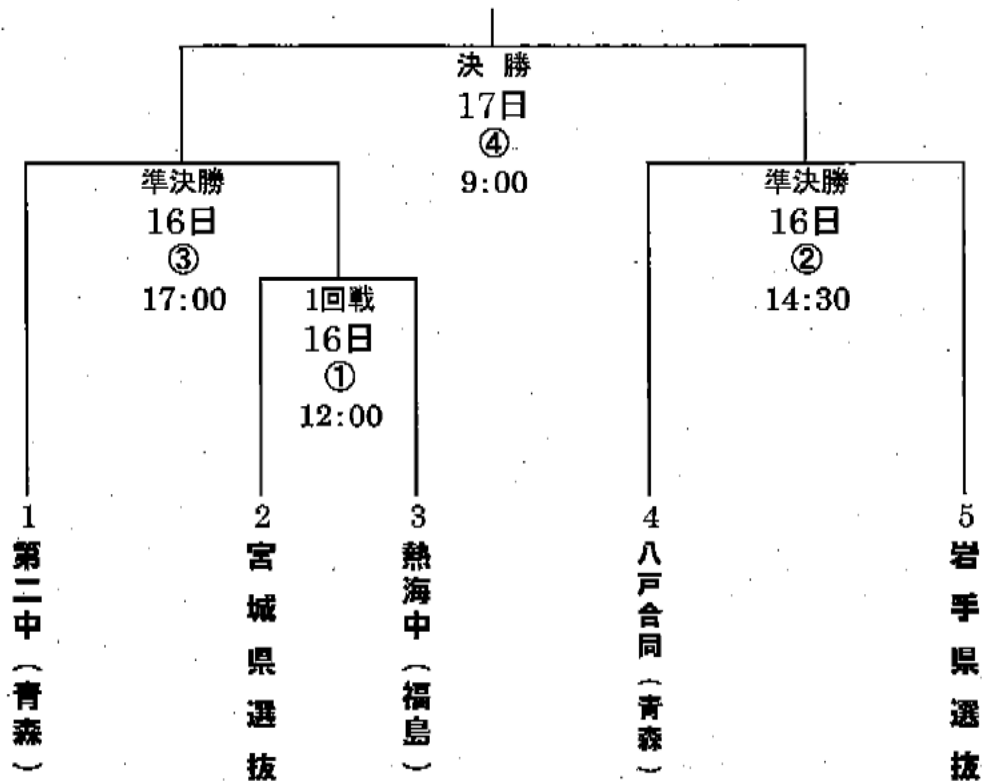 決勝
17日
④
9:00
準決勝
16日
③
17:00
準決勝
16日
②
14:30
1回戦
16日
①
12:00
1
第二中（青森）
2
宮城県選抜
3
熱海中（福島）
4
八戸合同（青森）
5
岩手県選抜